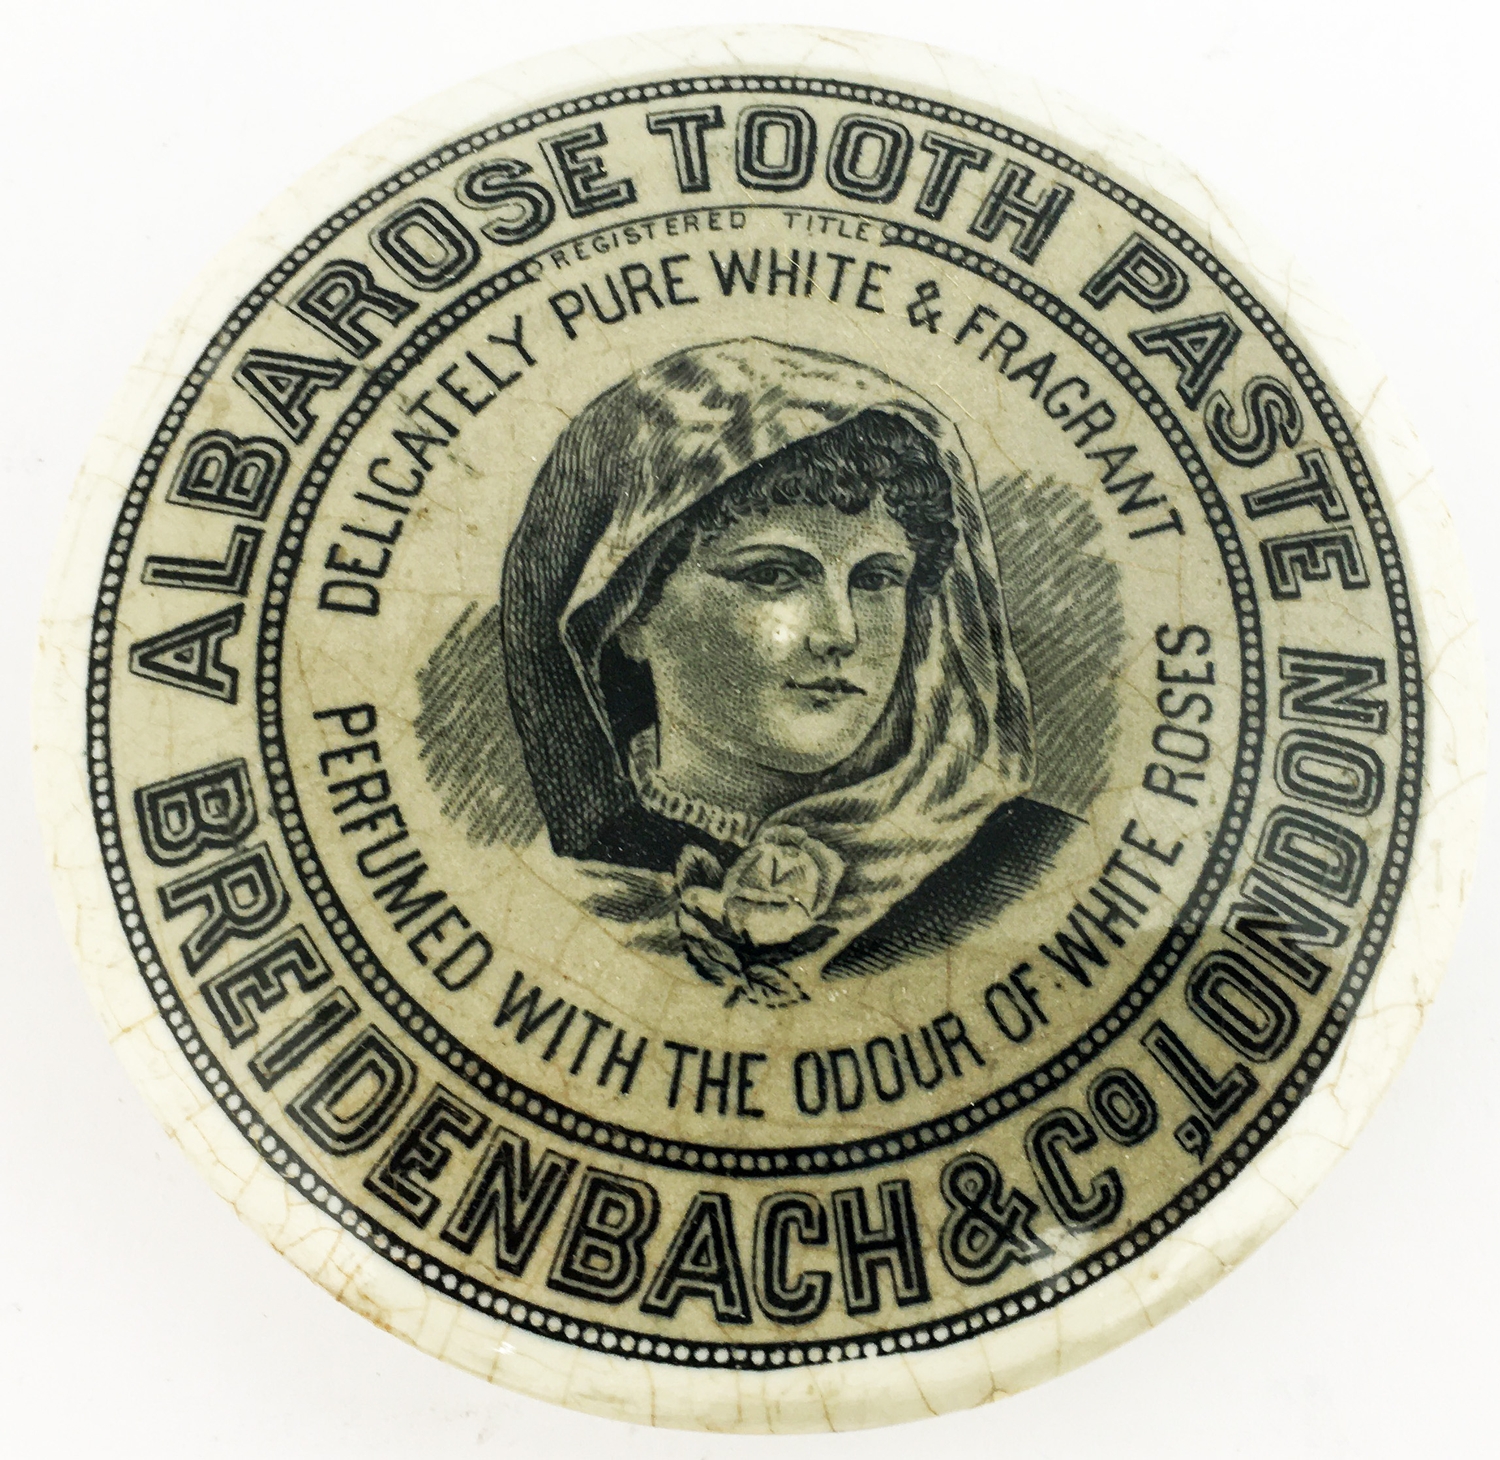 ALBAROSE TOOTH PASTE
REGISTERED TITLE
DELICATELY PURE WHITE & FRAGRANT
PERFUMED WITH THE ODOUR OF WHITE ROSES
BREIDENBACH & Co, LONDON